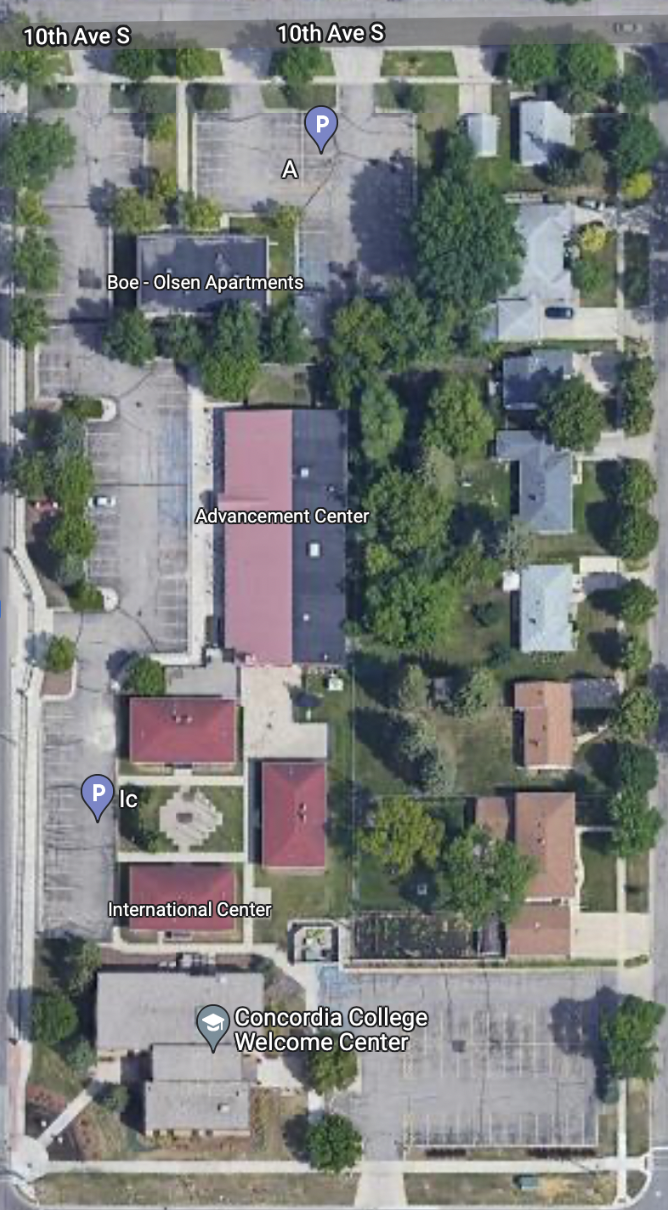 10th Ave S
10th Ave S
P
A
Boe - Olsen Apartments
Advancement Center
P
Ic
International Center
Concordia College
Welcome Center